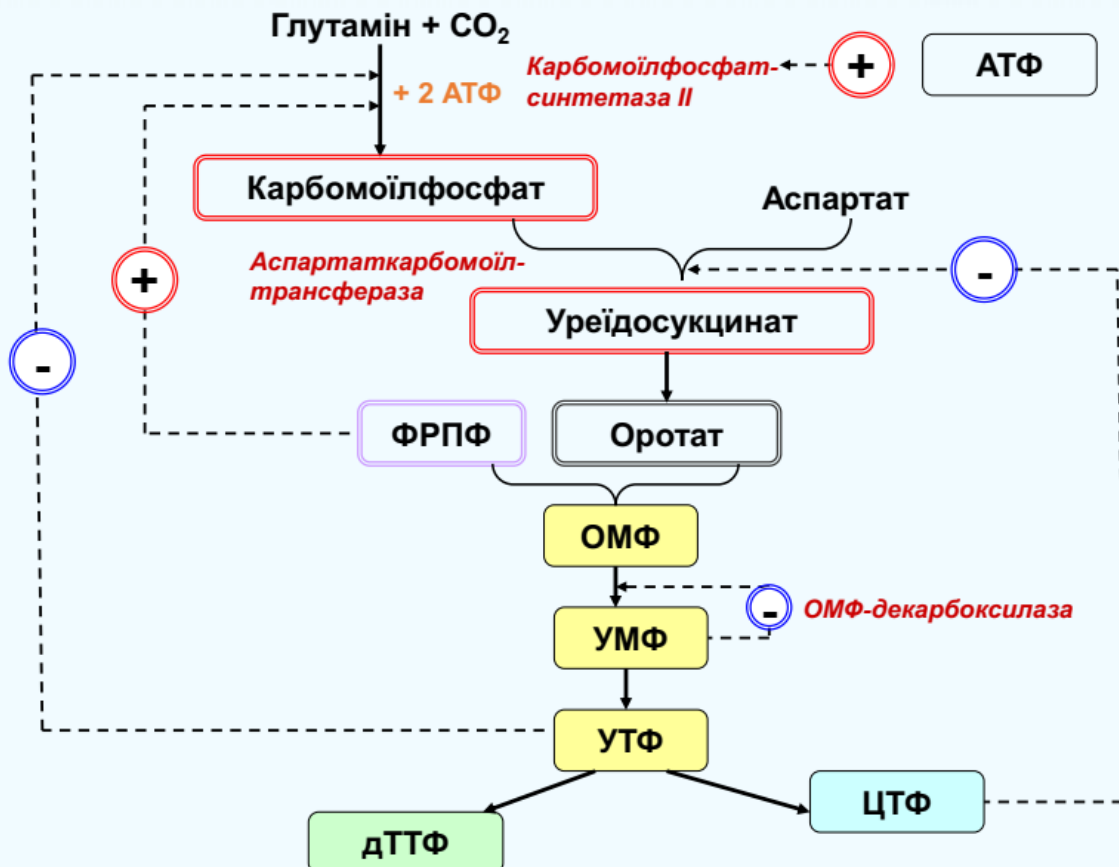 Глутамін + CO₂
+ 2 АТФ
Карбомоїлфосфат-
синтетаза II
+
АТФ
Карбомоїлфосфат
Аспартат
+
Аспартаткарбомоїл-
трансфераза
-
Уреїдосукцинат
-
ФРПФ
Оротат
ОМФ
-
ОМФ-декарбоксилаза
УМФ
УТФ
ЦТФ
дТТФ